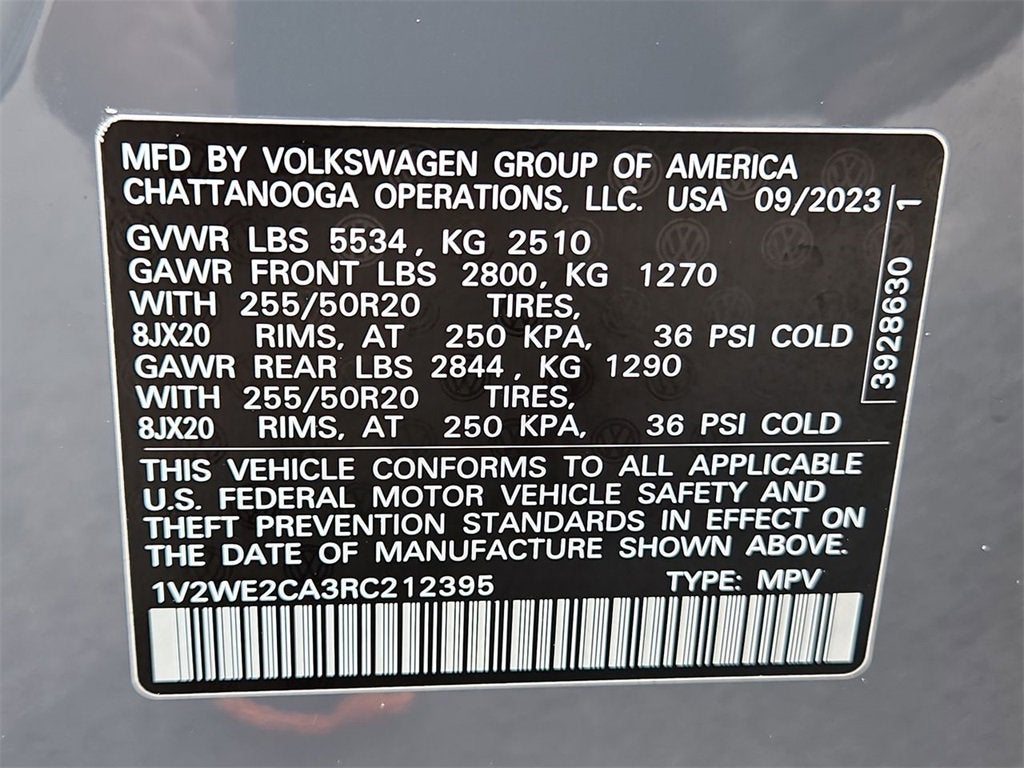 MFD BY VOLKSWAGEN GROUP OF AMERICA
CHATTANOOGA OPERATIONS, LLC. USA 09/2023
GVWR LBS 5534, KG 2510
GAWR FRONT LBS 2800, KG 1270
WITH 255/50R20 TIRES,
8JX20 RIMS, AT 250 KPA, 36 PSI COLD
GAWR REAR LBS 2844, KG 1290
WITH 255/50R20 TIRES,
8JX20 RIMS, AT 250 KPA, 36 PSI COLD
3928630 1
THIS VEHICLE CONFORMS TO ALL APPLICABLE
U.S. FEDERAL MOTOR VEHICLE SAFETY AND
THEFT PREVENTION STANDARDS IN EFFECT ON
THE DATE OF MANUFACTURE SHOWN ABOVE.
1V2WE2CA3RC212395 TYPE: MPV